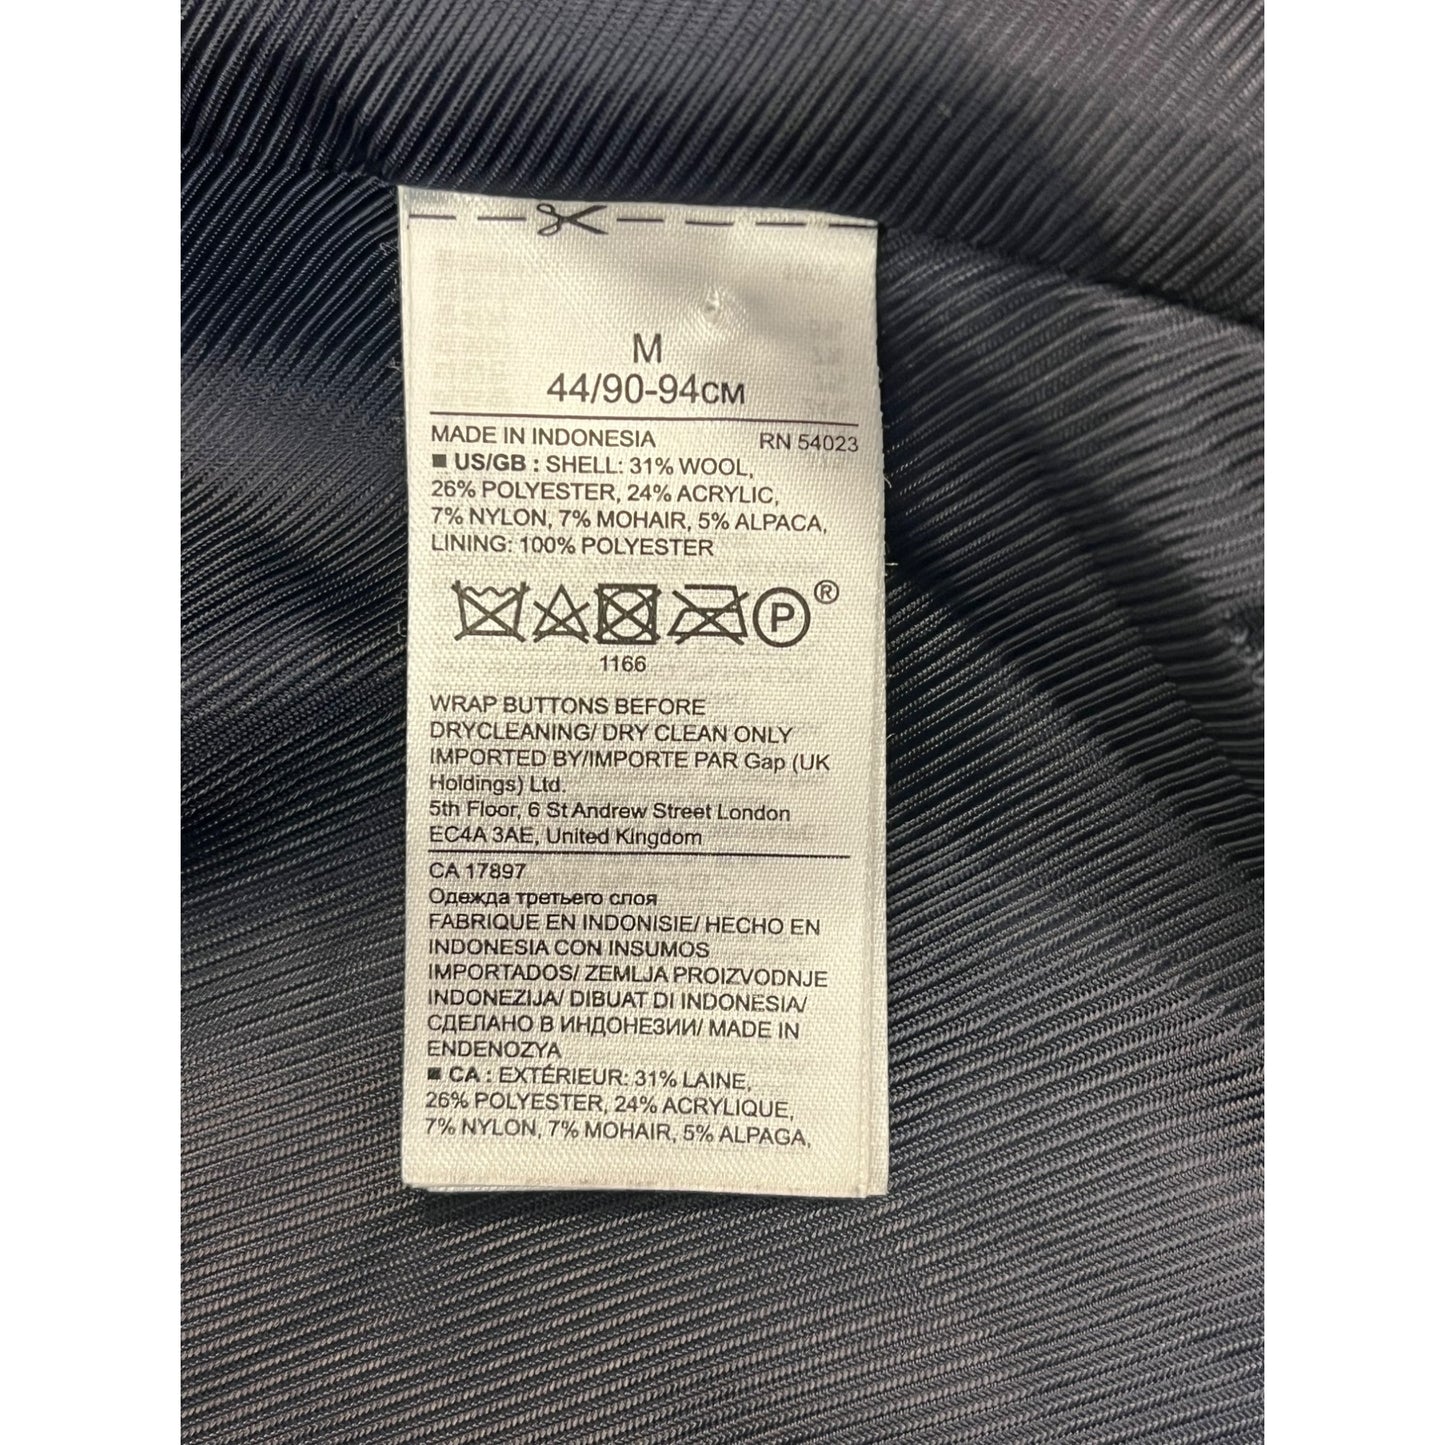 M
44/90-94CM
MADE IN INDONESIA RN 54023
■ US/GB : SHELL: 31% WOOL,
26% POLYESTER, 24% ACRYLIC,
7% NYLON, 7% MOHAIR, 5% ALPACA,
LINING: 100% POLYESTER
P ®
1166
WRAP BUTTONS BEFORE
DRYCLEANING/ DRY CLEAN ONLY
IMPORTED BY/IMPORTE PAR Gap (UK
Holdings) Ltd.
5th Floor, 6 St Andrew Street London
EC4A 3AE, United Kingdom
CA 17897
Одежда третьего слоя
FABRIQUE EN INDONISIE/ HECHO EN
INDONESIA CON INSUMOS
IMPORTADOS/ ZEMLJA PROIZVODNJE
INDONEZIJA/ DIBUAT DI INDONESIA/
СДЕЛАНО В ИНДОНЕЗИИ/ MADE IN
ENDENOZYA
■ CA : EXTÉRIEUR: 31% LAINE,
26% POLYESTER, 24% ACRYLIQUE,
7% NYLON, 7% MOHAIR, 5% ALPAGA,